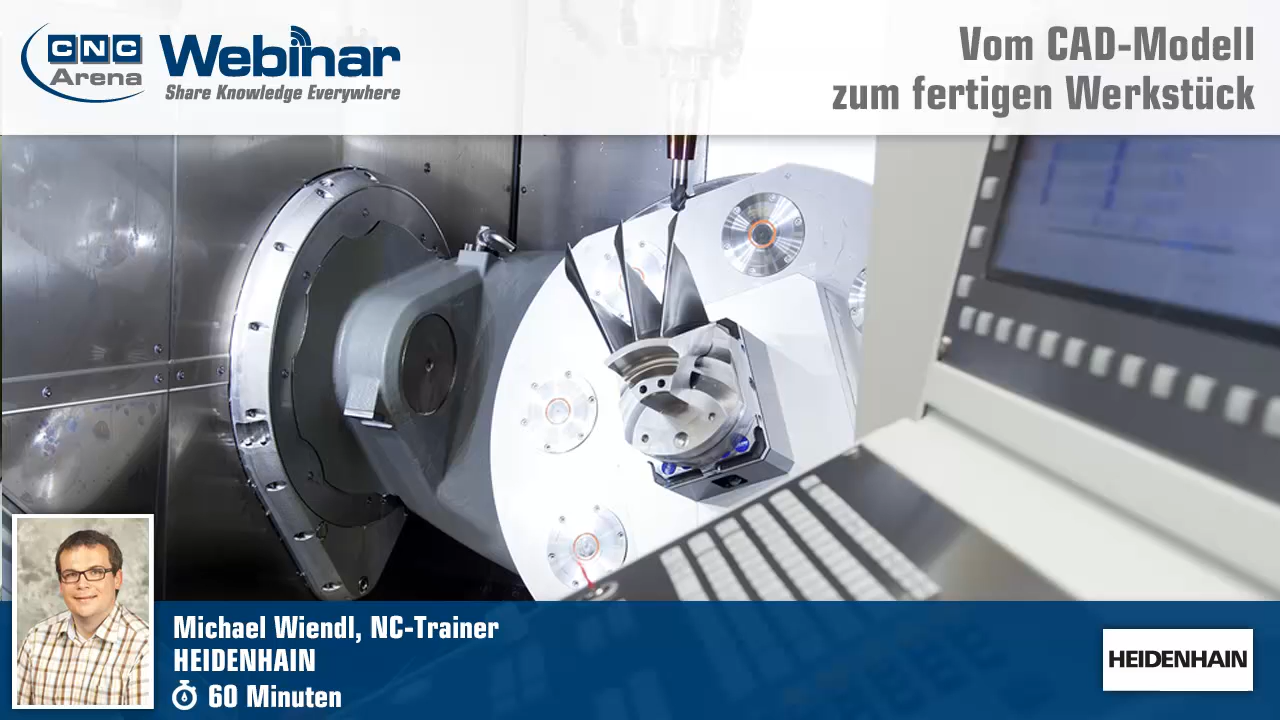 CNC
Arena
Webinar
Share Knowledge Everywhere
Vom CAD-Modell
zum fertigen Werkstück
Michael Wiendl, NC-Trainer
HEIDENHAIN
60 Minuten
HEIDENHAIN